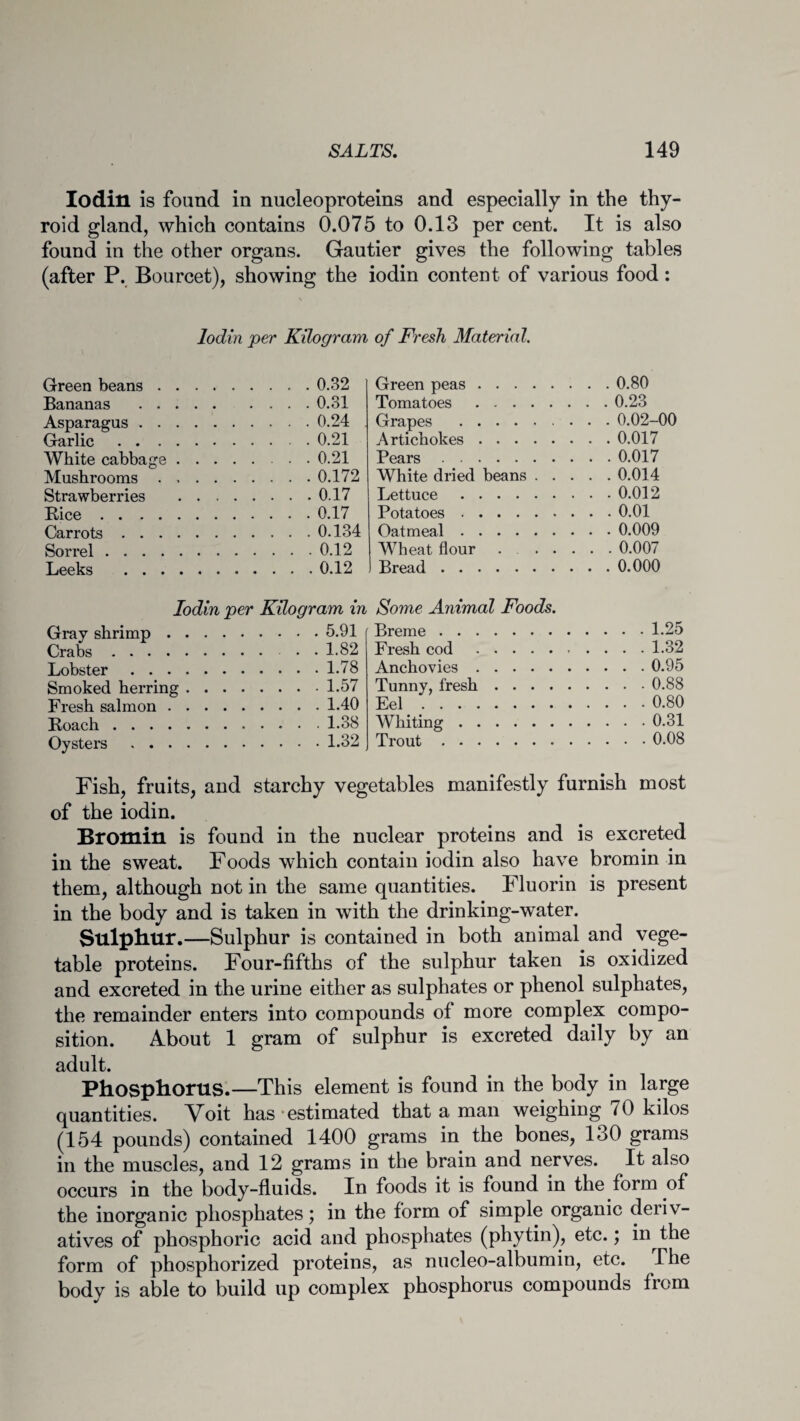 SALTS. 149
Iodin is found in nucleoproteins and especially in the thy-
roid gland, which contains 0.075 to 0.13 per cent. It is also
found in the other organs. Gautier gives the following tables
(after P. Bourcet), showing the iodin content of various food :
Iodin per Kilogram of Fresh Material.
Green beans . . . . . . . . . 0.32
Bananas . . . . . . . . . 0.31
Asparagus . . . . . . . . . . 0.24
Garlic . . . . . . . . . . . 0.21
White cabbage . . . . . . . . 0.21
Mushrooms . . . . . . . . . 0.172
Strawberries . . . . . . . . 0.17
Rice . . . . . . . . . . . . 0.17
Carrots . . . . . . . . . . . 0.134
Sorrel . . . . . . . . . . . . 0.12
Leeks . . . . . . . . . . . 0.12
Green peas . . . . . . . . 0.80
Tomatoes . . . . . . . . 0.23
Grapes . . . . . . . . . 0.02-00
Artichokes . . . . . . . . 0.017
Pears . . . . . . . . . . 0.017
White dried beans . . . . . 0.014
Lettuce . . . . . . . . . 0.012
Potatoes . . . . . . . . . 0.01
Oatmeal . . . . . . . . . 0.009
Wheat flour . . . . . . . 0.007
Bread . . . . . . . . . . 0.000
Iodin per Kilogram in Some Animal Foods.
Gray shrimp . . . . . . . . . 5.91
Crabs . . . . . . . . . . . 1.82
Lobster . . . . . . . . . . . 1.78
Smoked herring . . . . . . . . 1.57
Fresh salmon . . . . . . . . . 1.40
Roach . . . . . . . . . . . . 1.38
Oysters . . . . . . . . . . . 1.32
Breme . . . . . . . . . . . . 1.25
Fresh cod . . . . . . . . . . 1.32
Anchovies . . . . . . . . . . 0.95
Tunny, fresh . . . . . . . . . 0.88
Eel . . . . . . . . . . . . . 0.80
Whiting . . . . . . . . . . . 0.31
Trout . . . . . . . . . . . . 0.08
Fish, fruits, and starchy vegetables manifestly furnish most
of the iodin.
Bromin is found in the nuclear proteins and is excreted
in the sweat. Foods which contain iodin also have bromin in
them, although not in the same quantities. Fluorin is present
in the body and is taken in with the drinking-water.
Sulphur.—Sulphur is contained in both animal and vege-
table proteins. Four-fifths of the sulphur taken is oxidized
and excreted in the urine either as sulphates or phenol sulphates,
the remainder enters into compounds of more complex compo-
sition. About 1 gram of sulphur is excreted daily by an
adult.
Phosphorus.—This element is found in the body in large
quantities. Voit has estimated that a man weighing 70 kilos
(154 pounds) contained 1400 grams in the bones, 130 grams
in the muscles, and 12 grams in the brain and nerves. It also
occurs in the body-fluids. In foods it is found in the form of
the inorganic phosphates ; in the form of simple organic deriv-
atives of phosphoric acid and phosphates (phytin), etc. ; in the
form of phosphorized proteins, as nucleo-albumin, etc. The
body is able to build up complex phosphorus compounds from